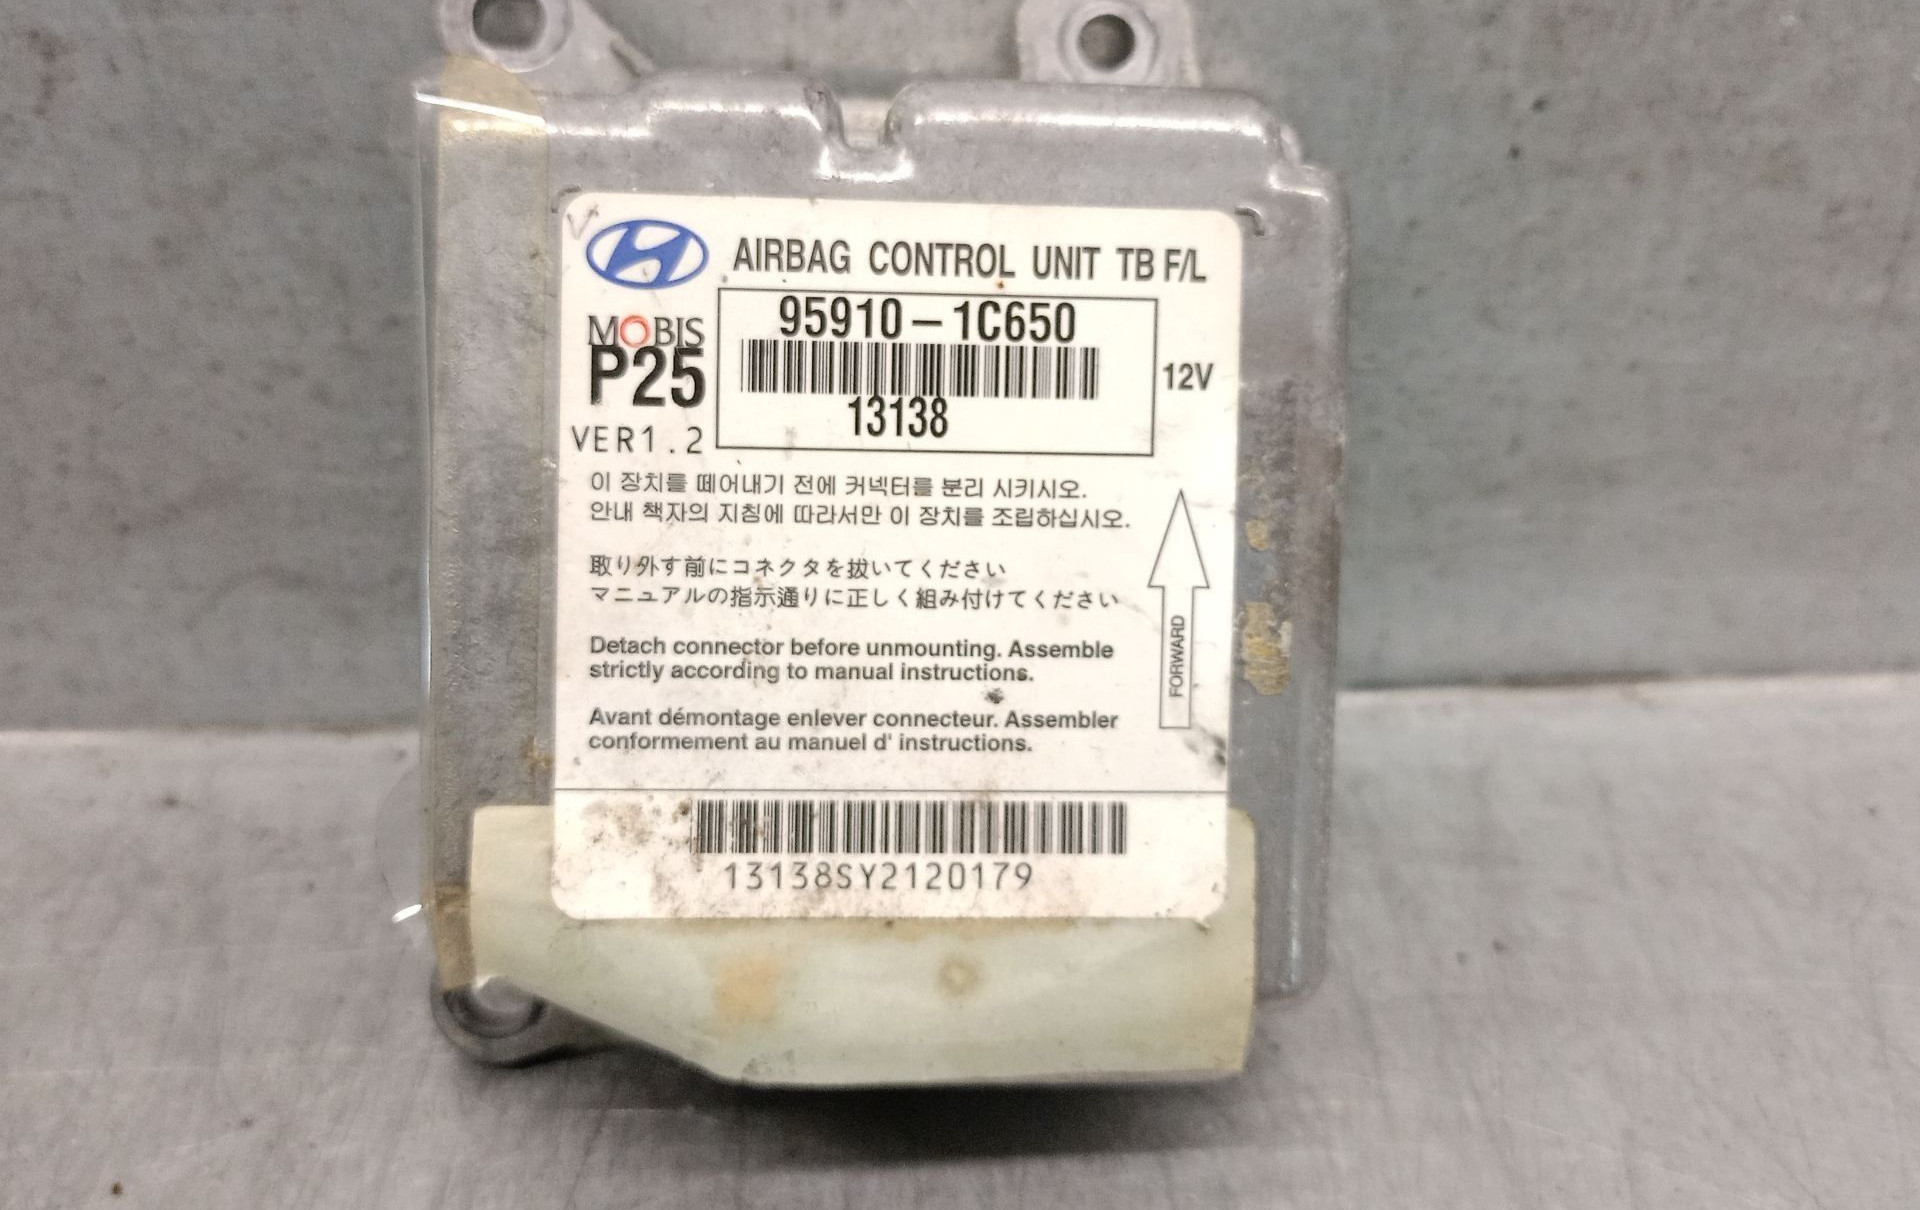 AIRBAG CONTROL UNIT TB F/L
MOBIS
P25
VER1.2
95910-1C650
13138
12V
이 장치를 떼어내기 전에 커넥터를 분리 시키시오.
안내 책자의 지침에 따라서만 이 장치를 조립하십시오.
取り外す前にコネクタを抜いてください
マニュアルの指示通りに正しく組み付けてください
FORWARD
Detach connector before unmounting. Assemble
strictly according to manual instructions.
Avant démontage enlever connecteur. Assembler
conformement au manuel d' instructions.
13138SY2120179